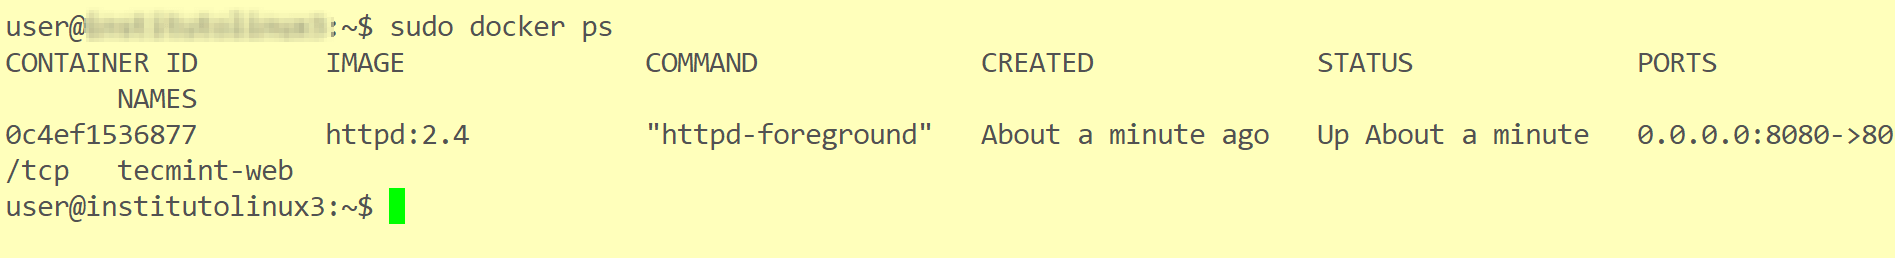 user@institutolinux3:~$ sudo docker ps
CONTAINER ID        IMAGE               COMMAND              CREATED              STATUS              PORTS
       NAMES
0c4ef1536877        httpd:2.4           "httpd-foreground"   About a minute ago   Up About a minute   0.0.0.0:8080->80
/tcp   tecmint-web
user@institutolinux3:~$